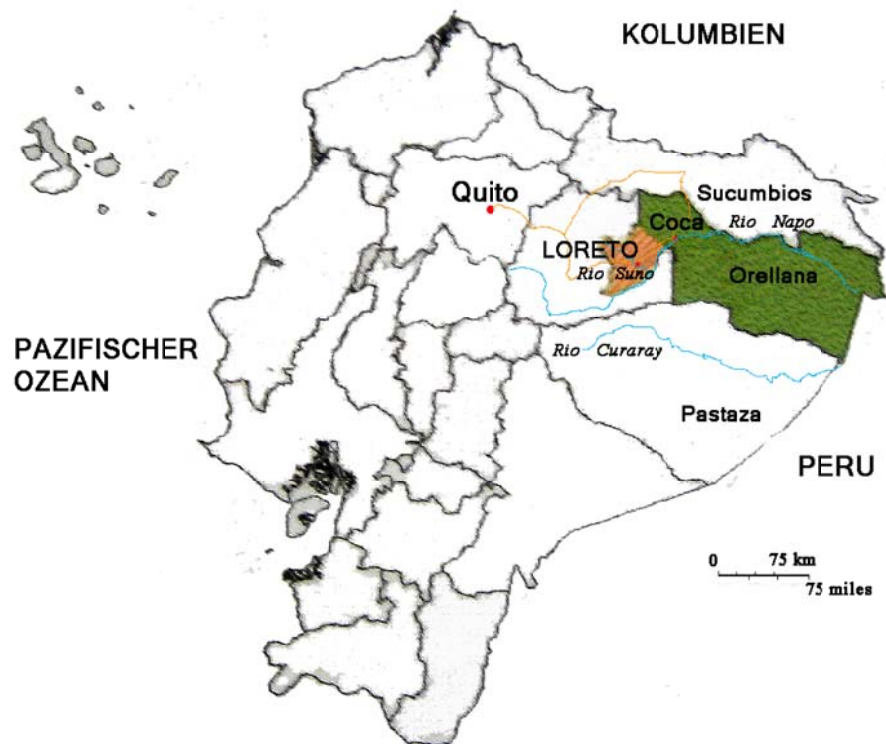 KOLUMBIEN
Quito
Sucumbios
Coca
Rio Napo
LORETO
Rio Suno
Orellana
PAZIFISCHER
OZEAN
Rio Curaray
Pastaza
PERU
0 75 km
75 miles